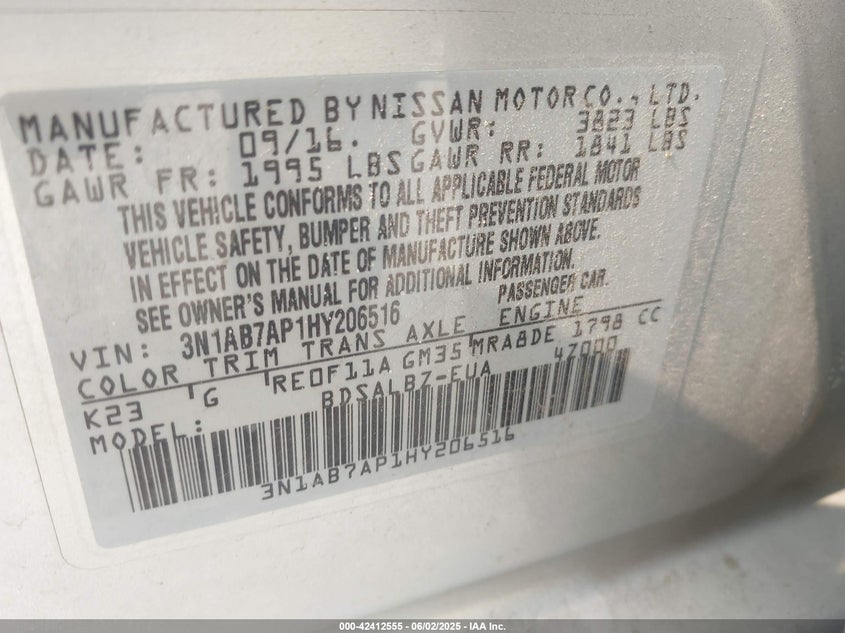 MANUFACTURED BY NISSAN MOTOR CO., LTD.
DATE: 09/16. GVWR: 3823 LBS
GAWR FR: 1995 LBS GAWR RR: 1841 LBS
THIS VEHICLE CONFORMS TO ALL APPLICABLE FEDERAL MOTOR
VEHICLE SAFETY, BUMPER AND THEFT PREVENTION STANDARDS
IN EFFECT ON THE DATE OF MANUFACTURE SHOWN ABOVE.
SEE OWNER'S MANUAL FOR ADDITIONAL INFORMATION.
VIN: 3N1AB7AP1HY206516 PASSENGER CAR.
COLOR TRIM TRANS AXLE ENGINE
K23 G RE0F11A GM35 MRA8DE 1798 CC
MODEL: BDSALBZ-EUA 47000
3N1AB7AP1HY206516
000-42412555 | 06/02/2025 | IAA Inc.